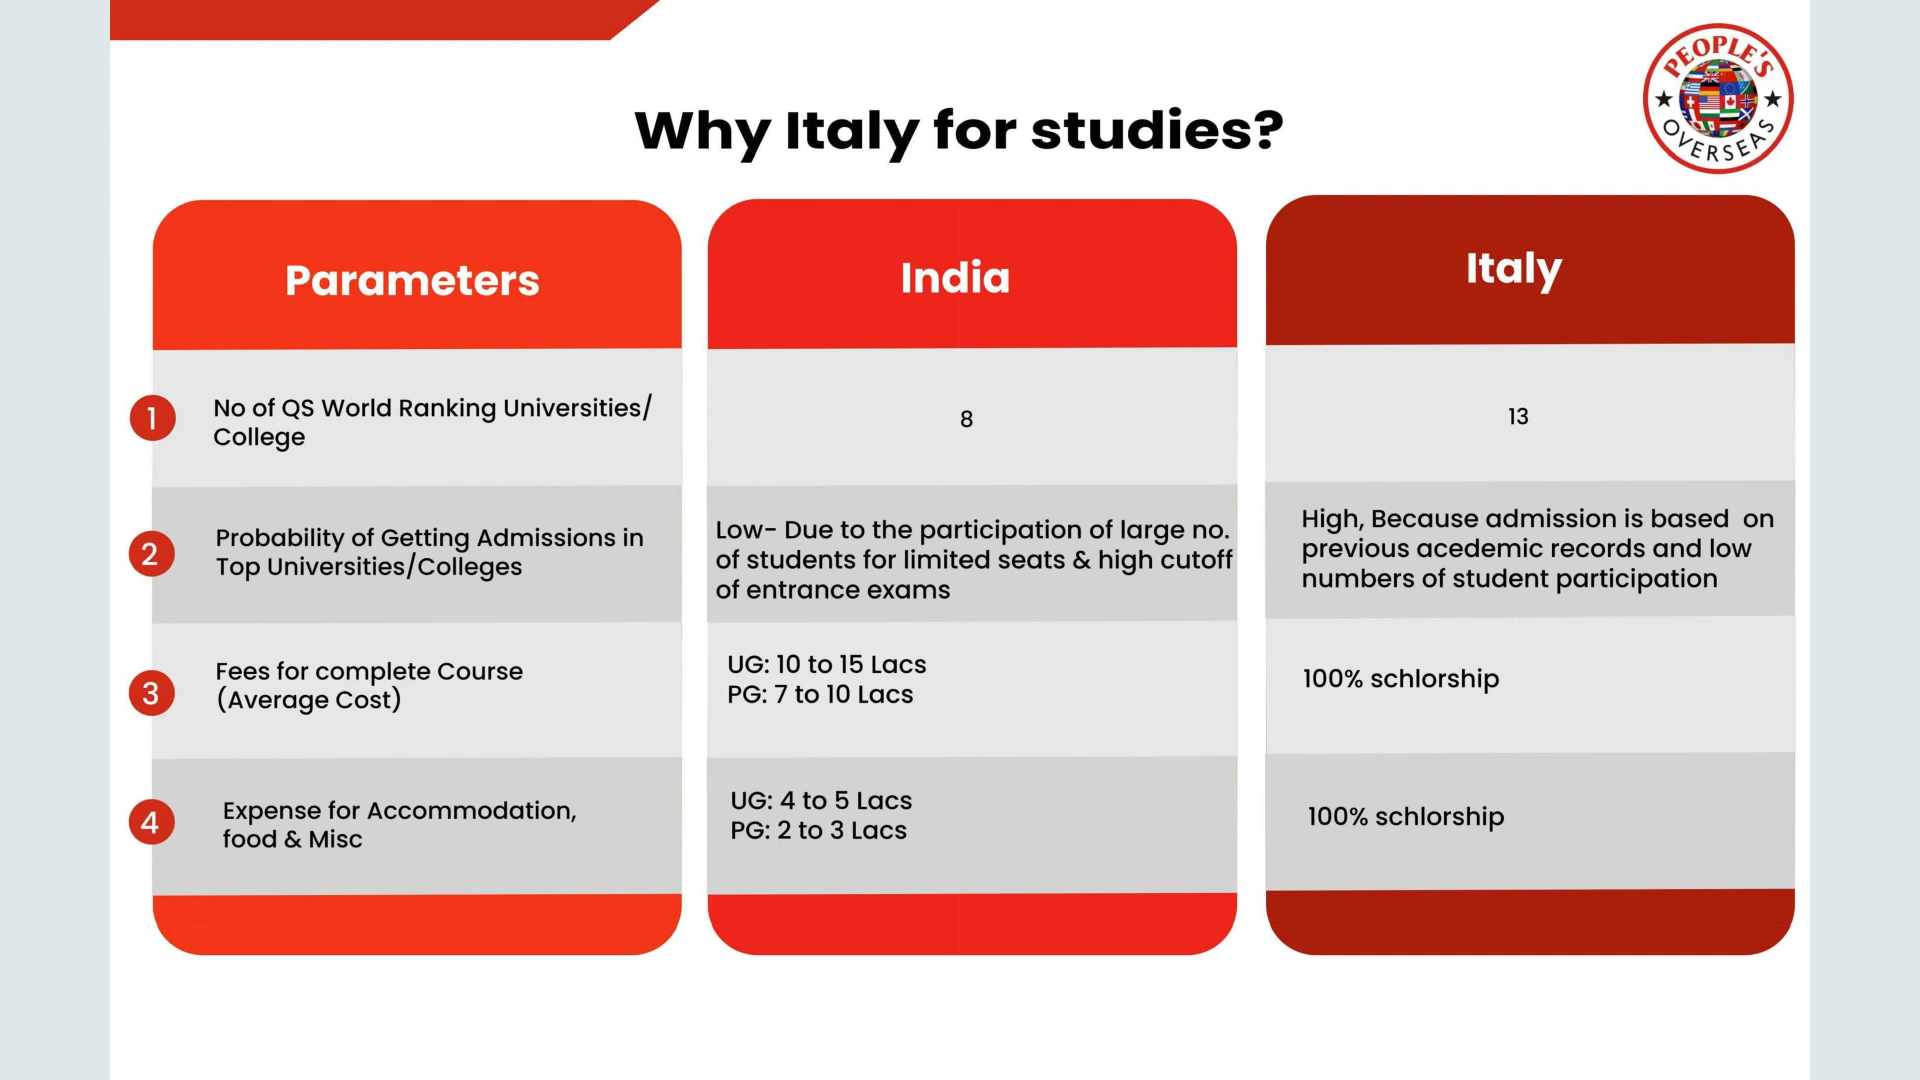 PEOPLE'S
OVERSEAS
Why Italy for studies?
Parameters
India
Italy
1
No of QS World Ranking Universities/
College
8
13
2
Probability of Getting Admissions in
Top Universities/Colleges
Low- Due to the participation of large no.
of students for limited seats & high cutoff
of entrance exams
High, Because admission is based  on
previous acedemic records and low
numbers of student participation
3
Fees for complete Course
(Average Cost)
UG: 10 to 15 Lacs
PG: 7 to 10 Lacs
100% schlorship
4
Expense for Accommodation,
food & Misc
UG: 4 to 5 Lacs
PG: 2 to 3 Lacs
100% schlorship